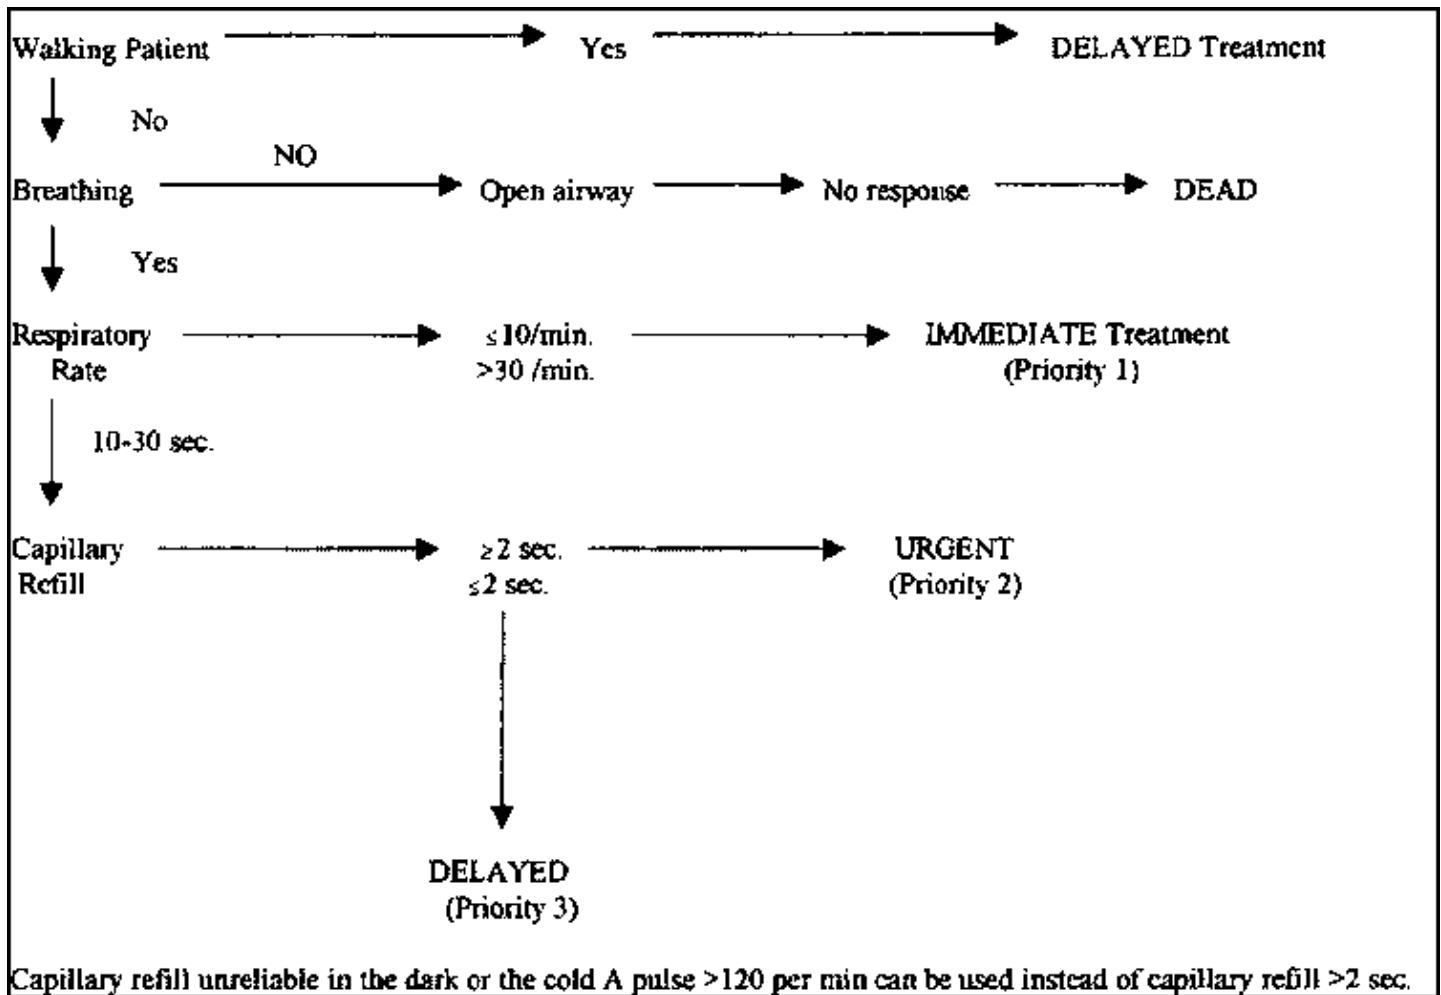 Walking Patient Yes DELAYED Treatment
No
NO
Breathing Open airway No response DEAD
Yes
Respiratory ≤10/min. IMMEDIATE Treatment
Rate >30 /min. (Priority 1)
10-30 sec.
Capillary ≥2 sec. URGENT
Refill ≤2 sec. (Priority 2)
DELAYED
(Priority 3)
Capillary refill unreliable in the dark or the cold A pulse >120 per min can be used instead of capillary refill >2 sec.